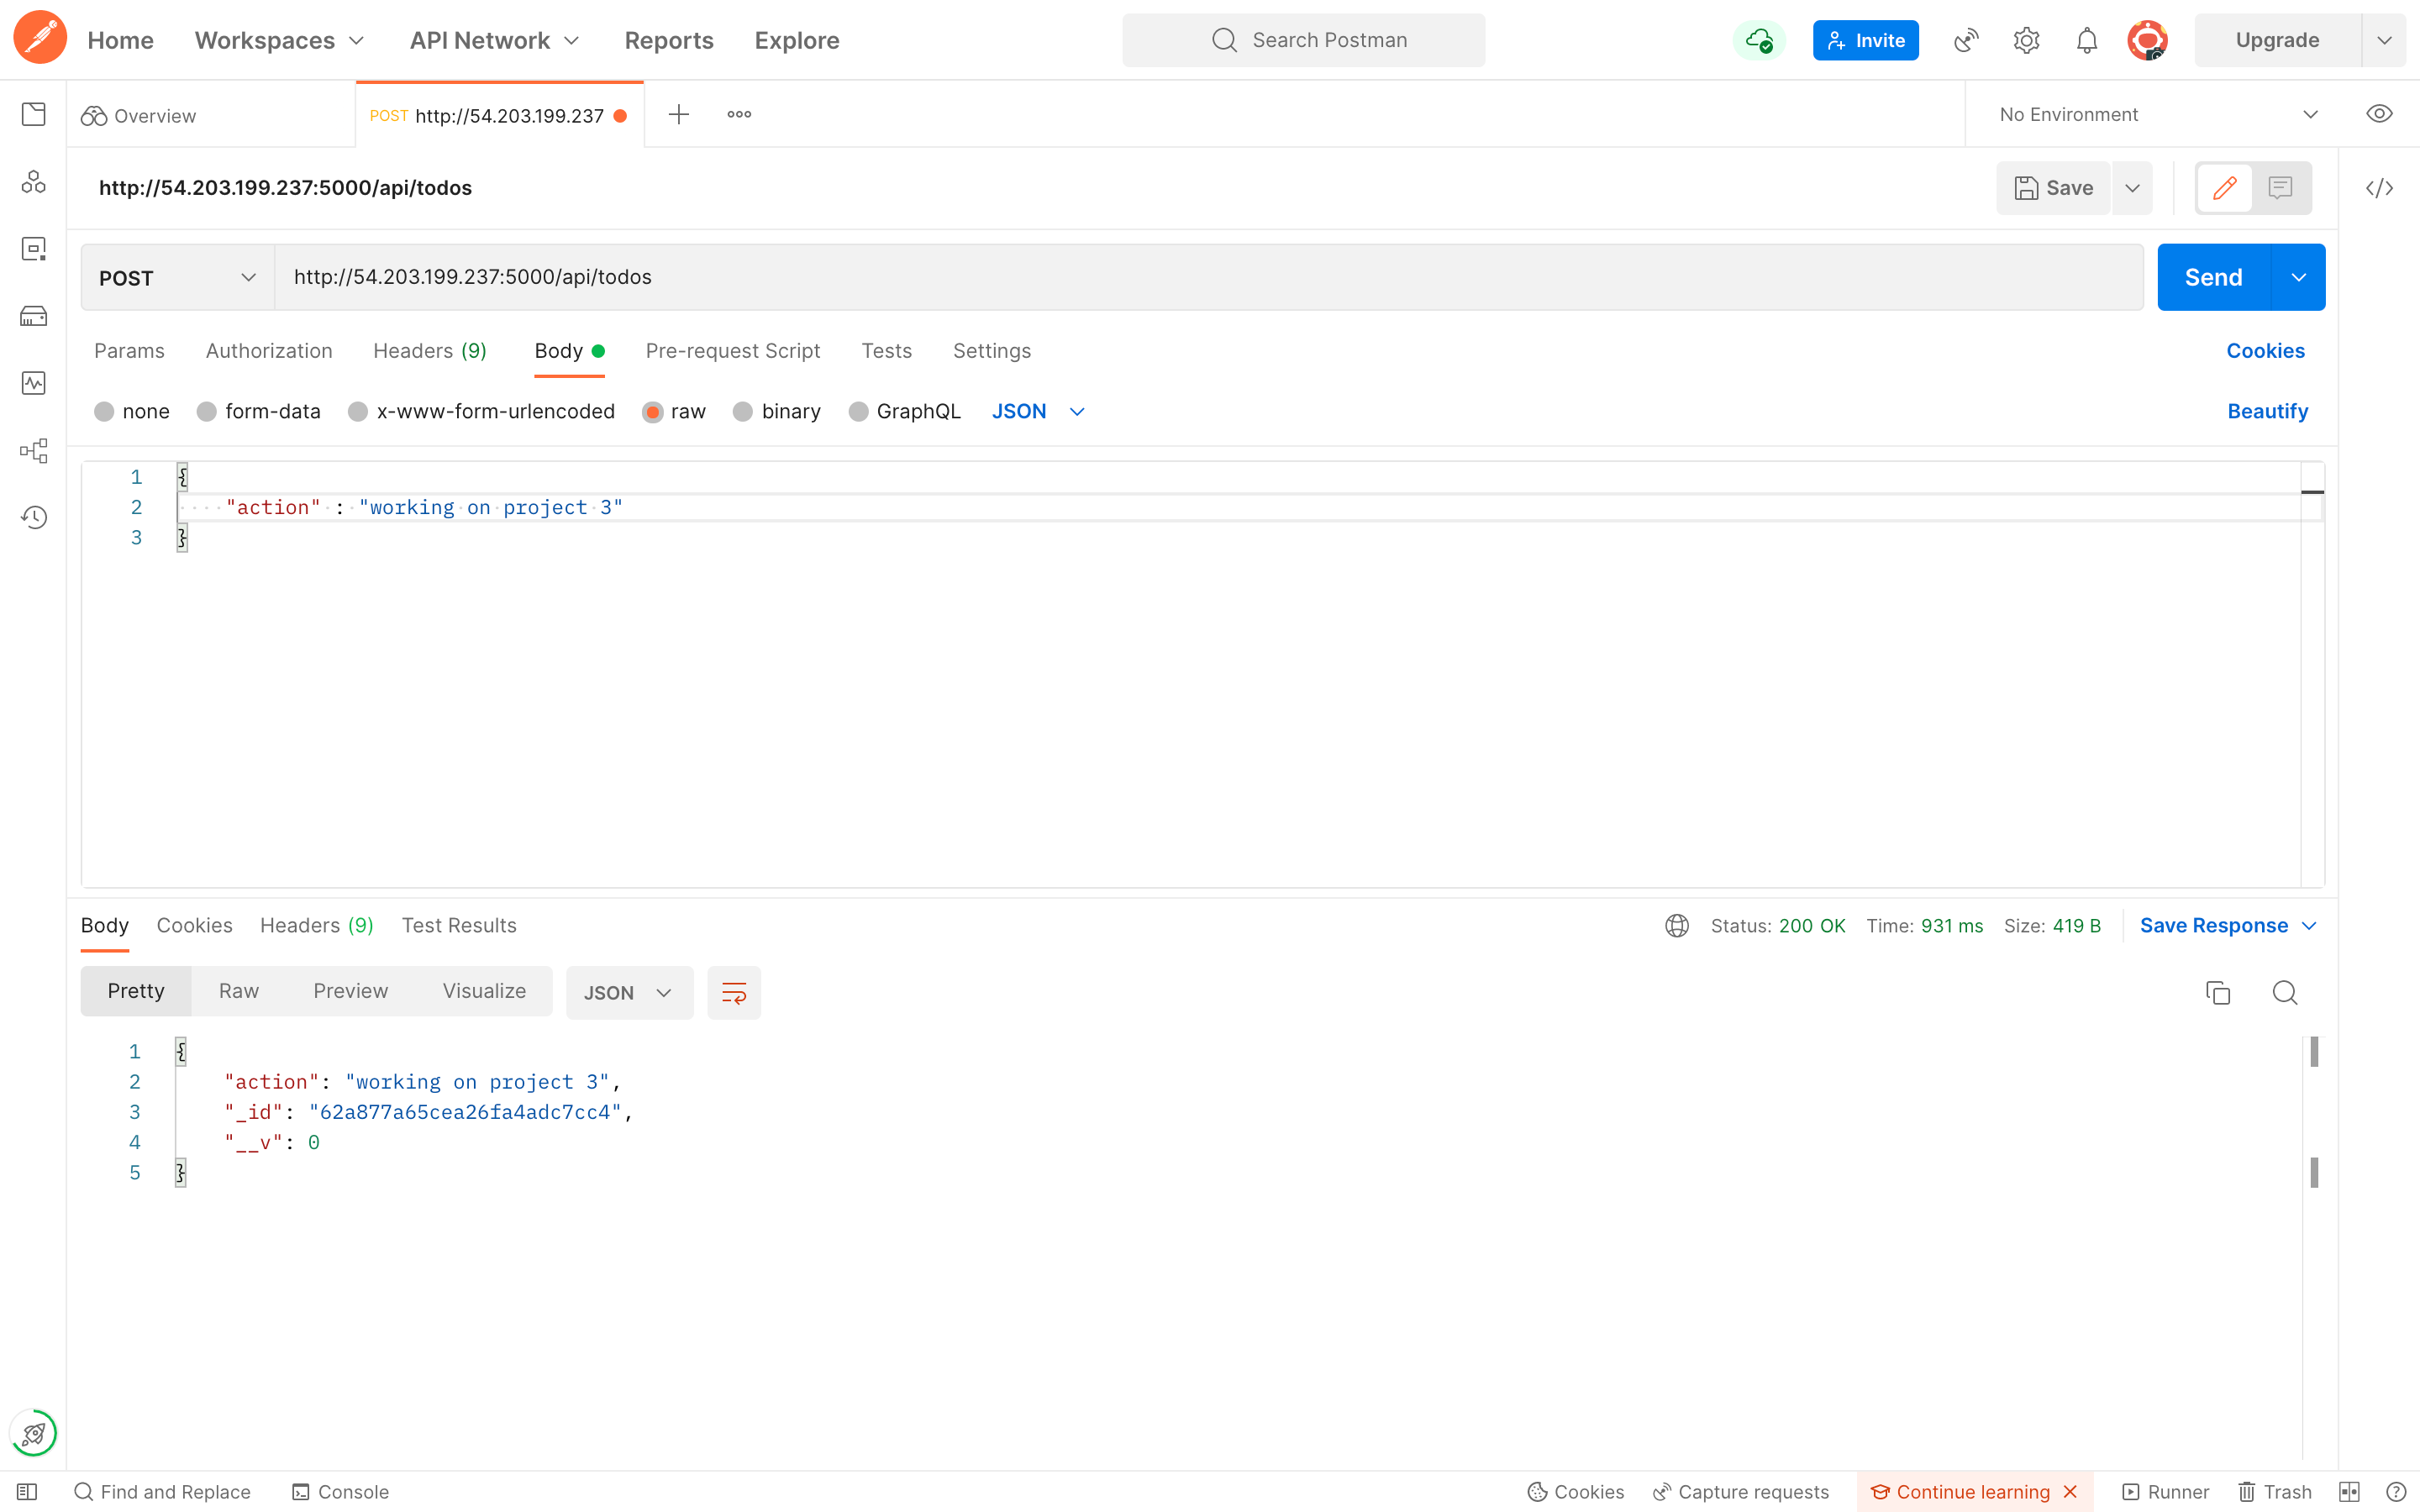 Home Workspaces API Network Reports Explore Search Postman Invite Upgrade
Overview POST http://54.203.199.237 No Environment
http://54.203.199.237:5000/api/todos Save
POST http://54.203.199.237:5000/api/todos Send
Params Authorization Headers (9) Body Pre-request Script Tests Settings Cookies
none form-data x-www-form-urlencoded raw binary GraphQL JSON Beautify
1 {
2 "action" : "working on project 3"
3 }
Body Cookies Headers (9) Test Results Status: 200 OK Time: 931 ms Size: 419 B Save Response
Pretty Raw Preview Visualize JSON
1 {
2 "action": "working on project 3",
3 "_id": "62a877a65cea26fa4adc7cc4",
4 "__v": 0
5 }
Find and Replace Console Cookies Capture requests Continue learning Runner Trash